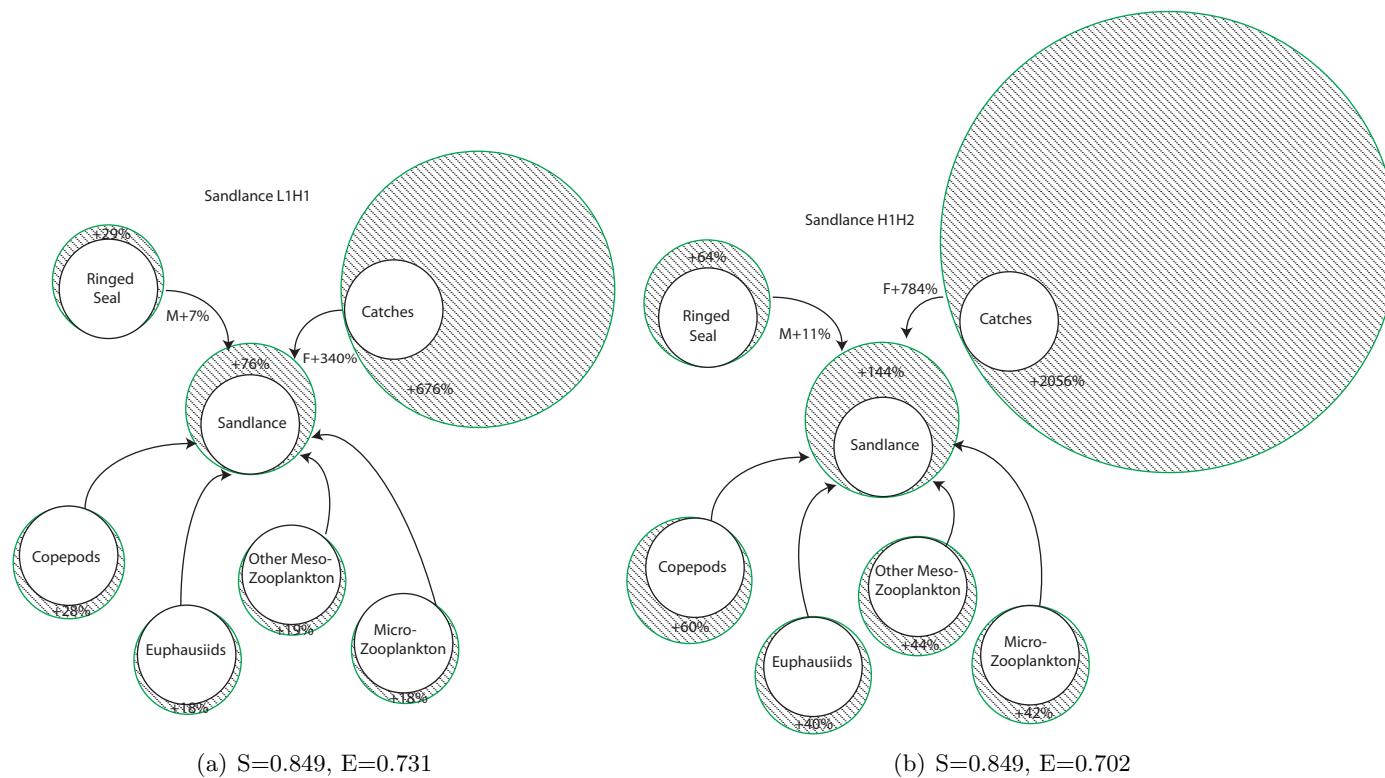 Sandlance L1H1
+29%
Ringed
Seal
M+7%
Catches
F+340%
+676%
+76%
Sandlance
Copepods
+28%
Other Meso-
Zooplankton
+19%
Euphausiids
+18%
Micro-
Zooplankton
+18%
(a) S=0.849, E=0.731
Sandlance H1H2
+64%
Ringed
Seal
M+11%
F+784%
Catches
+2056%
+144%
Sandlance
Copepods
+60%
Other Meso-
Zooplankton
+44%
Euphausiids
+40%
Micro-
Zooplankton
+42%
(b) S=0.849, E=0.702